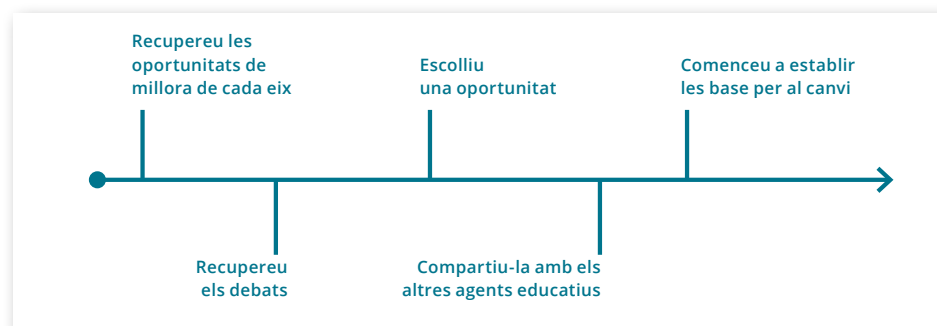 Recupereu les
oportunitats de
millora de cada eix
Recupereu
els debats
Escolliu
una oportunitat
Compartiu-la amb els
altres agents educatius
Comenceu a establir
les base per al canvi